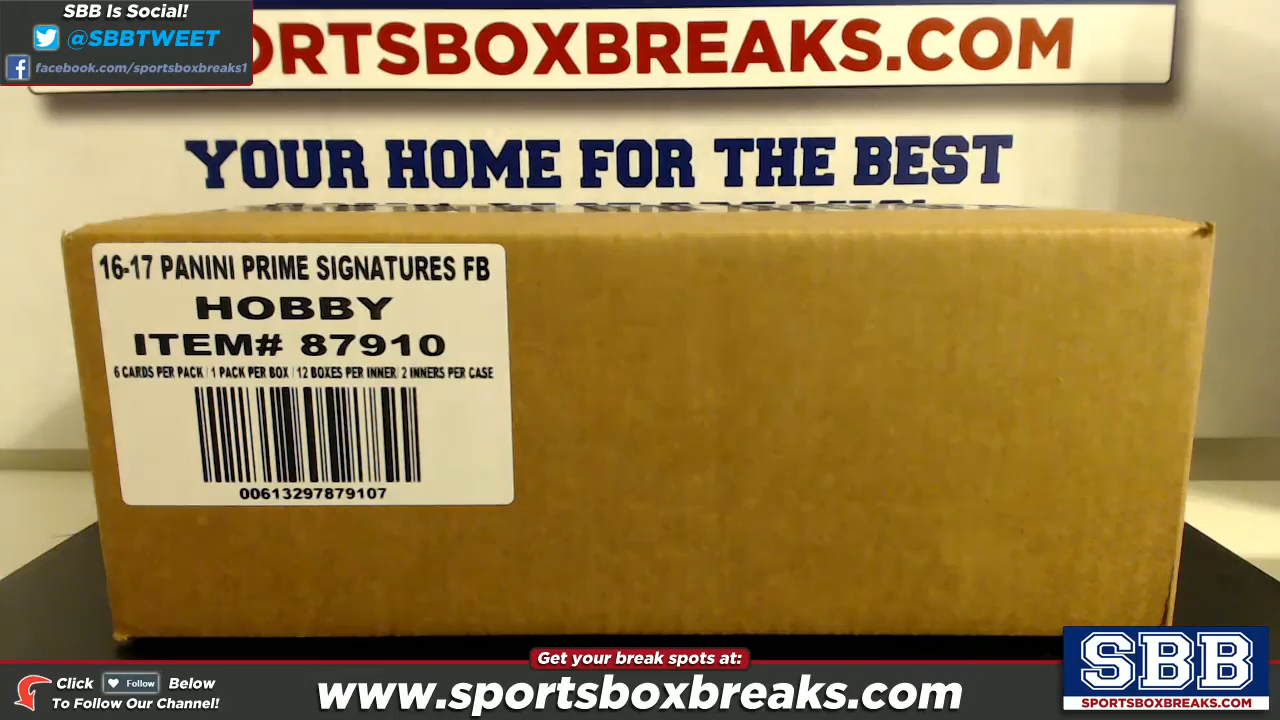 SBB Is Social!
@SBBTWEET
facebook.com/sportsboxbreaks1
ORTSBOXBREAKS.COM
YOUR HOME FOR THE BEST
16-17 PANINI PRIME SIGNATURES FB
HOBBY
ITEM# 87910
6 CARDS PER PACK / 1 PACK PER BOX / 12 BOXES PER INNER / 2 INNERS PER CASE
00613297879107
Get your break spots at:
Click Follow Below
To Follow Our Channel!
www.sportsboxbreaks.com
SBB
SPORTSBOXBREAKS.COM